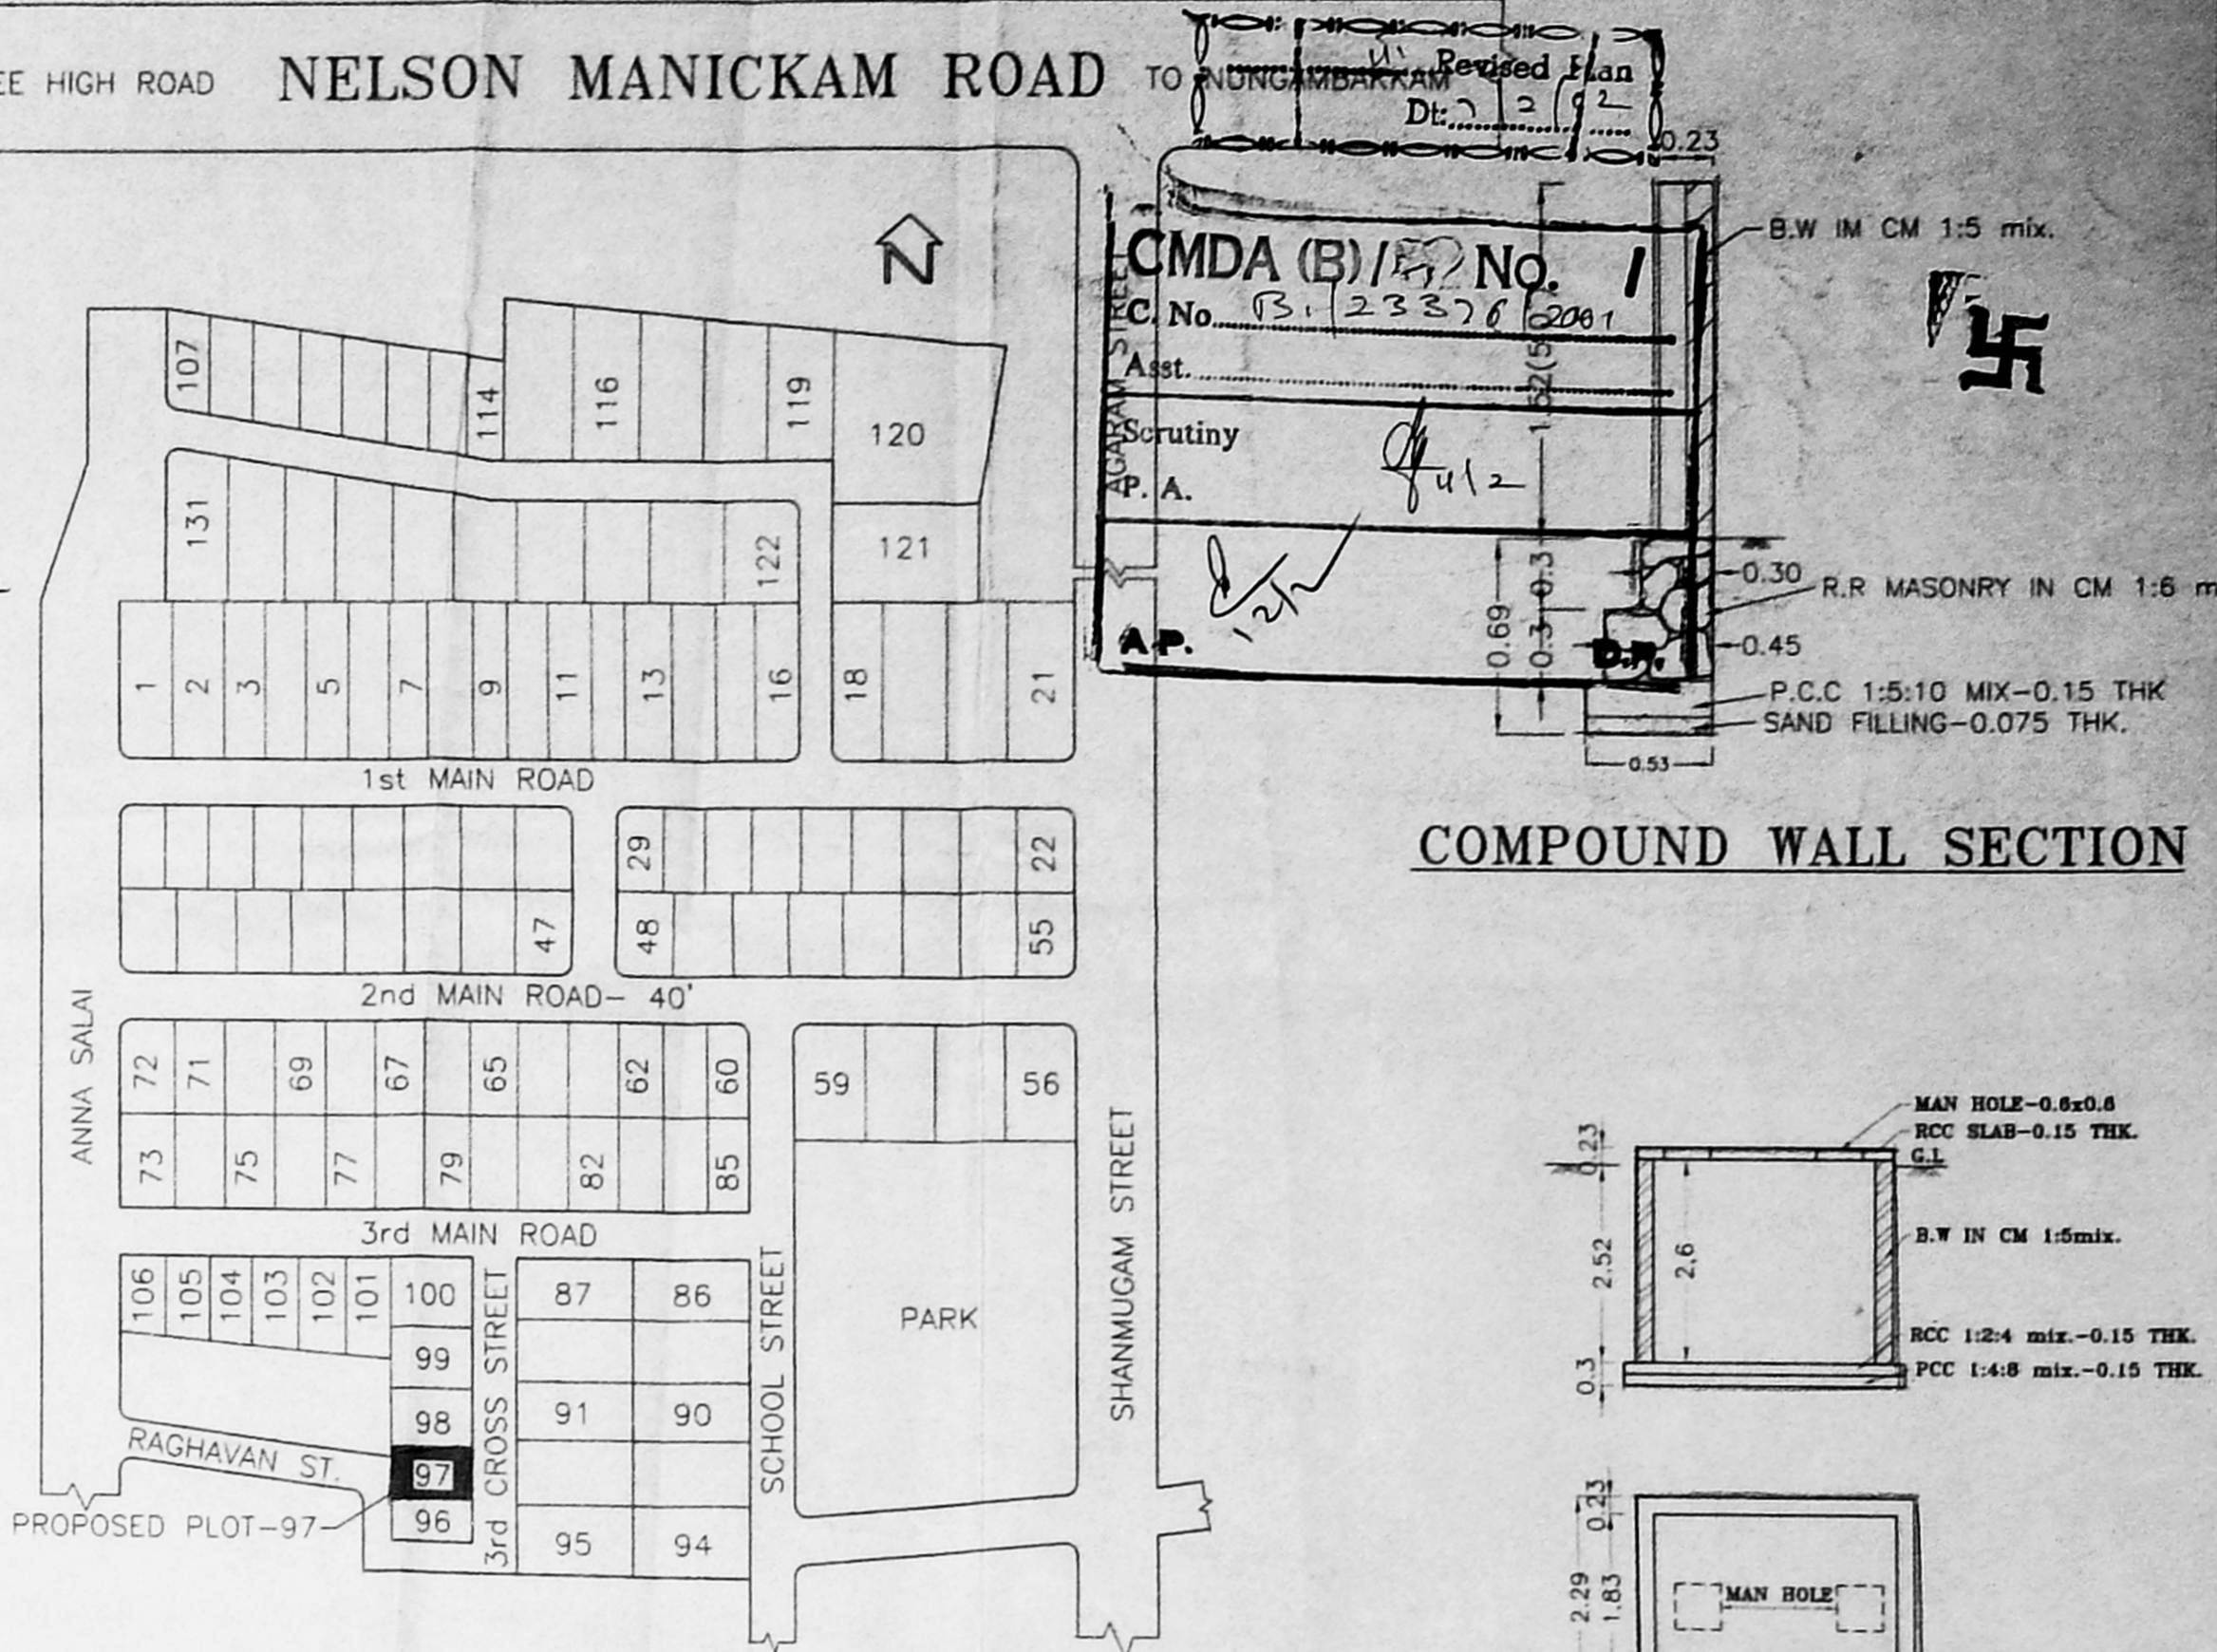 EE HIGH ROAD NELSON MANICKAM ROAD TO NUNGAMBAKKAM
Revised Plan
Dt:
CMDA (B)/ No. 1
C. No. B1/23376/2001
Asst.
Scrutiny
P. A.
A.P.
AGARAM STREET
107
114
116
119
120
131
122
121
1 2 3 5 7 9 11 13 16 18 21
1st MAIN ROAD
29 22
47 48 55
2nd MAIN ROAD- 40'
ANNA SALAI
72 71 69 67 65 62 60 59 56
73 75 77 79 82 85
3rd MAIN ROAD
106 105 104 103 102 101 100 87 86
99
98 91 90
97
96
95 94
3rd CROSS STREET
SCHOOL STREET
PARK
SHANMUGAM STREET
RAGHAVAN ST.
PROPOSED PLOT-97
0.23
B.W IM CM 1:5 mix.
0.30
R.R MASONRY IN CM 1:6 m
0.69
0.3 0.3
0.45
P.C.C 1:5:10 MIX-0.15 THK
SAND FILLING-0.075 THK.
0.53
COMPOUND WALL SECTION
MAN HOLE-0.6x0.6
RCC SLAB-0.15 THK.
G.L
0.23
2.52
2.6
B.W IN CM 1:5mix.
RCC 1:2:4 mix.-0.15 THK.
PCC 1:4:8 mix.-0.15 THK.
0.3
0.23
2.29
1.83
MAN HOLE